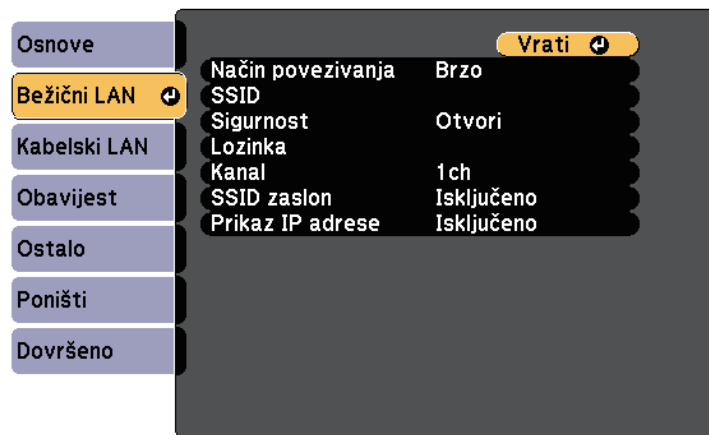 Osnove
Bežični LAN
Kabelski LAN
Obavijest
Ostalo
Poništi
Dovršeno
Vrati
Način povezivanja Brzo
SSID
Sigurnost Otvori
Lozinka
Kanal 1ch
SSID zaslon Isključeno
Prikaz IP adrese Isključeno